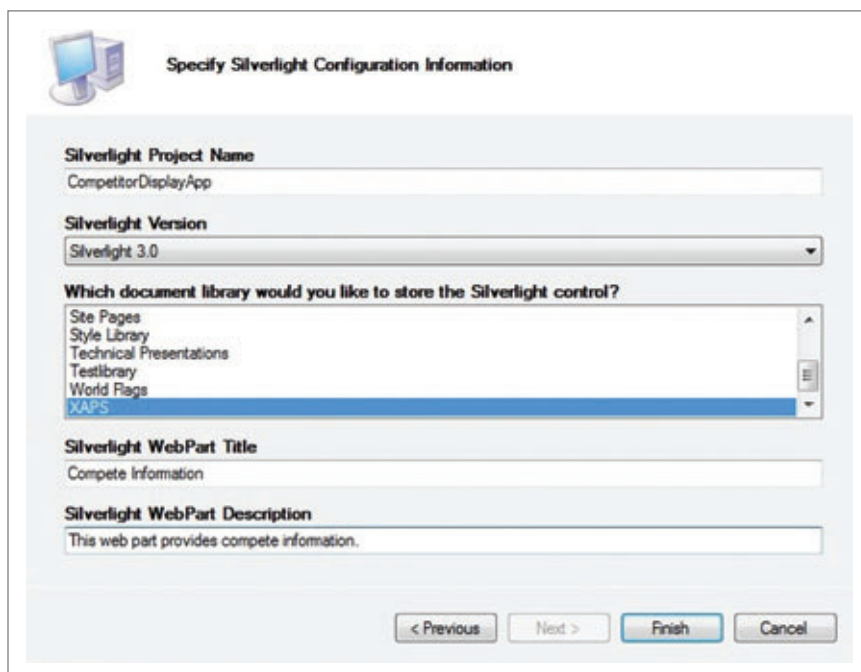 Specify Silverlight Configuration Information
Silverlight Project Name
CompetitorDisplayApp
Silverlight Version
Silverlight 3.0
Which document library would you like to store the Silverlight control?
Site Pages
Style Library
Technical Presentations
Testlibrary
World Flags
XAPS
Silverlight WebPart Title
Compete Information
Silverlight WebPart Description
This web part provides compete information.
< Previous Next > Finish Cancel